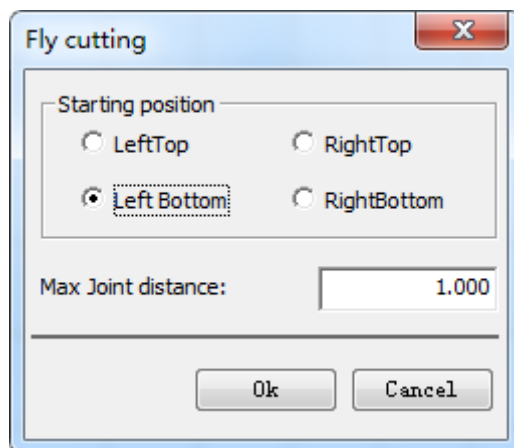 Fly cutting
Starting position
LeftTop RightTop
Left Bottom RightBottom
Max Joint distance: 1.000
Ok Cancel